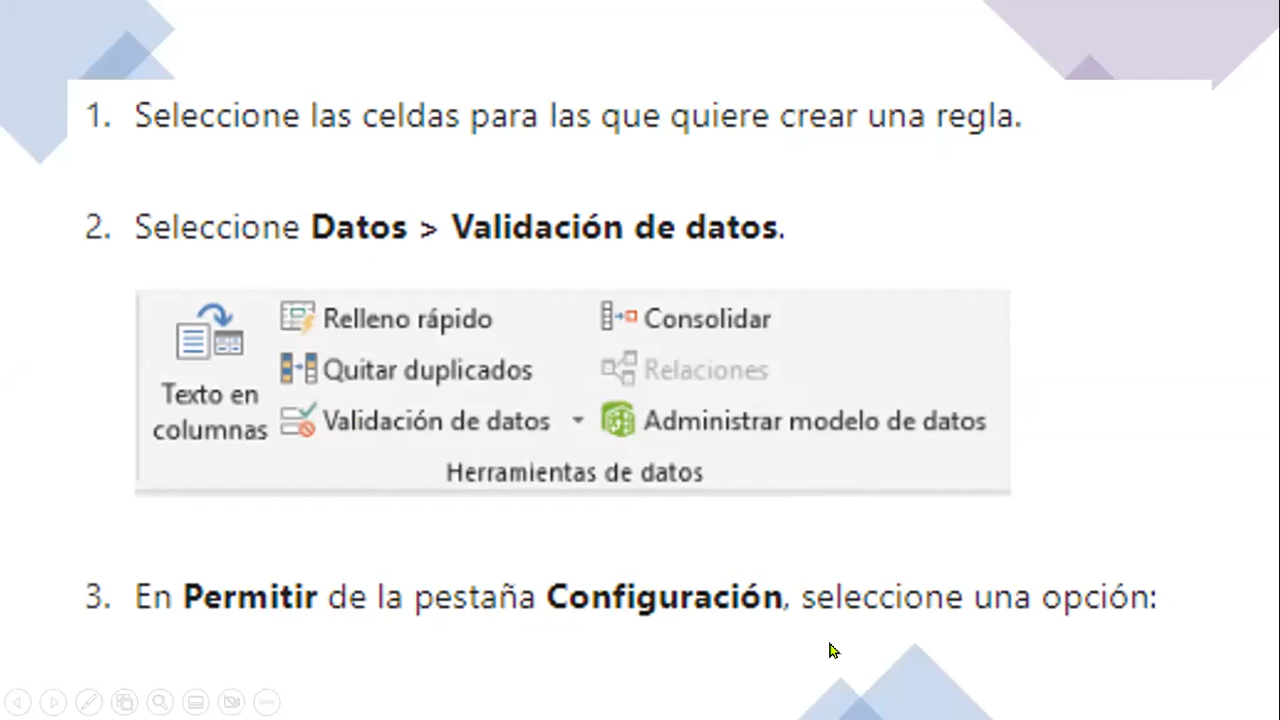 1. Seleccione las celdas para las que quiere crear una regla.
2. Seleccione Datos > Validación de datos.
Texto en
columnas
Relleno rápido
Quitar duplicados
Validación de datos
Consolidar
Relaciones
Administrar modelo de datos
Herramientas de datos
3. En Permitir de la pestaña Configuración, seleccione una opción: